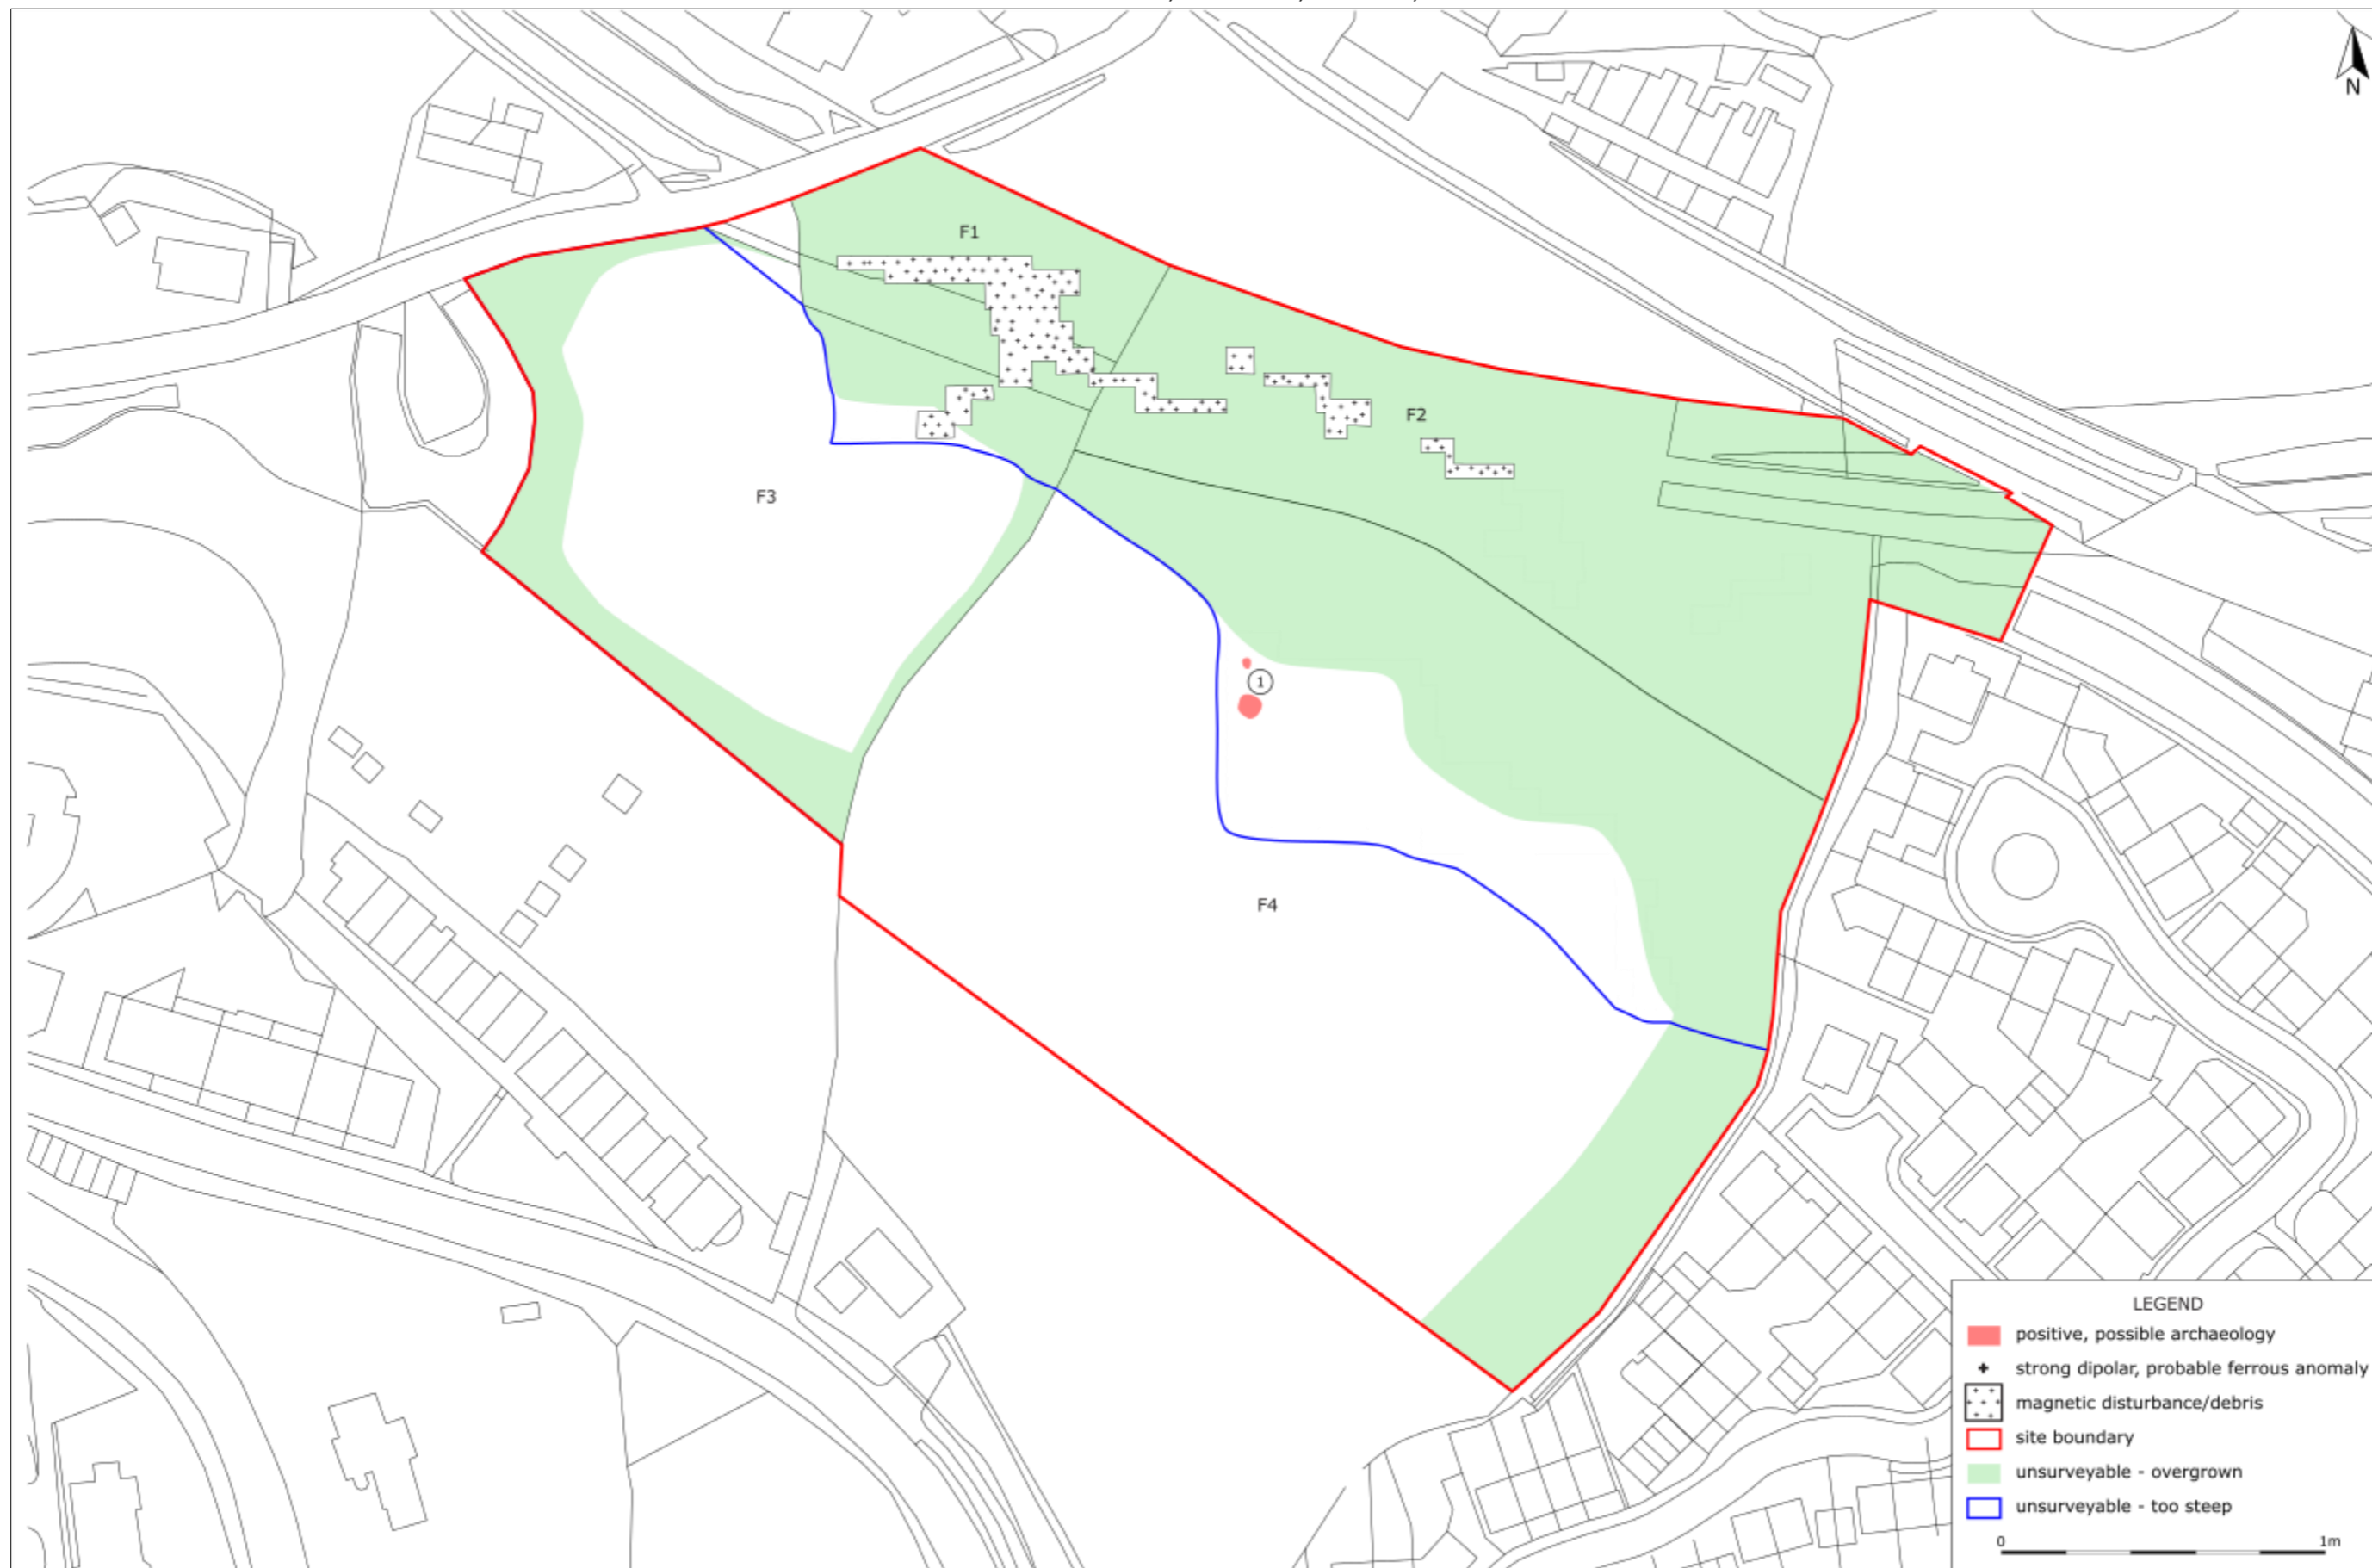 N
F1
F2
F3
1
F4
LEGEND
positive, possible archaeology
strong dipolar, probable ferrous anomaly
magnetic disturbance/debris
site boundary
unsurveyable - overgrown
unsurveyable - too steep
0 1m